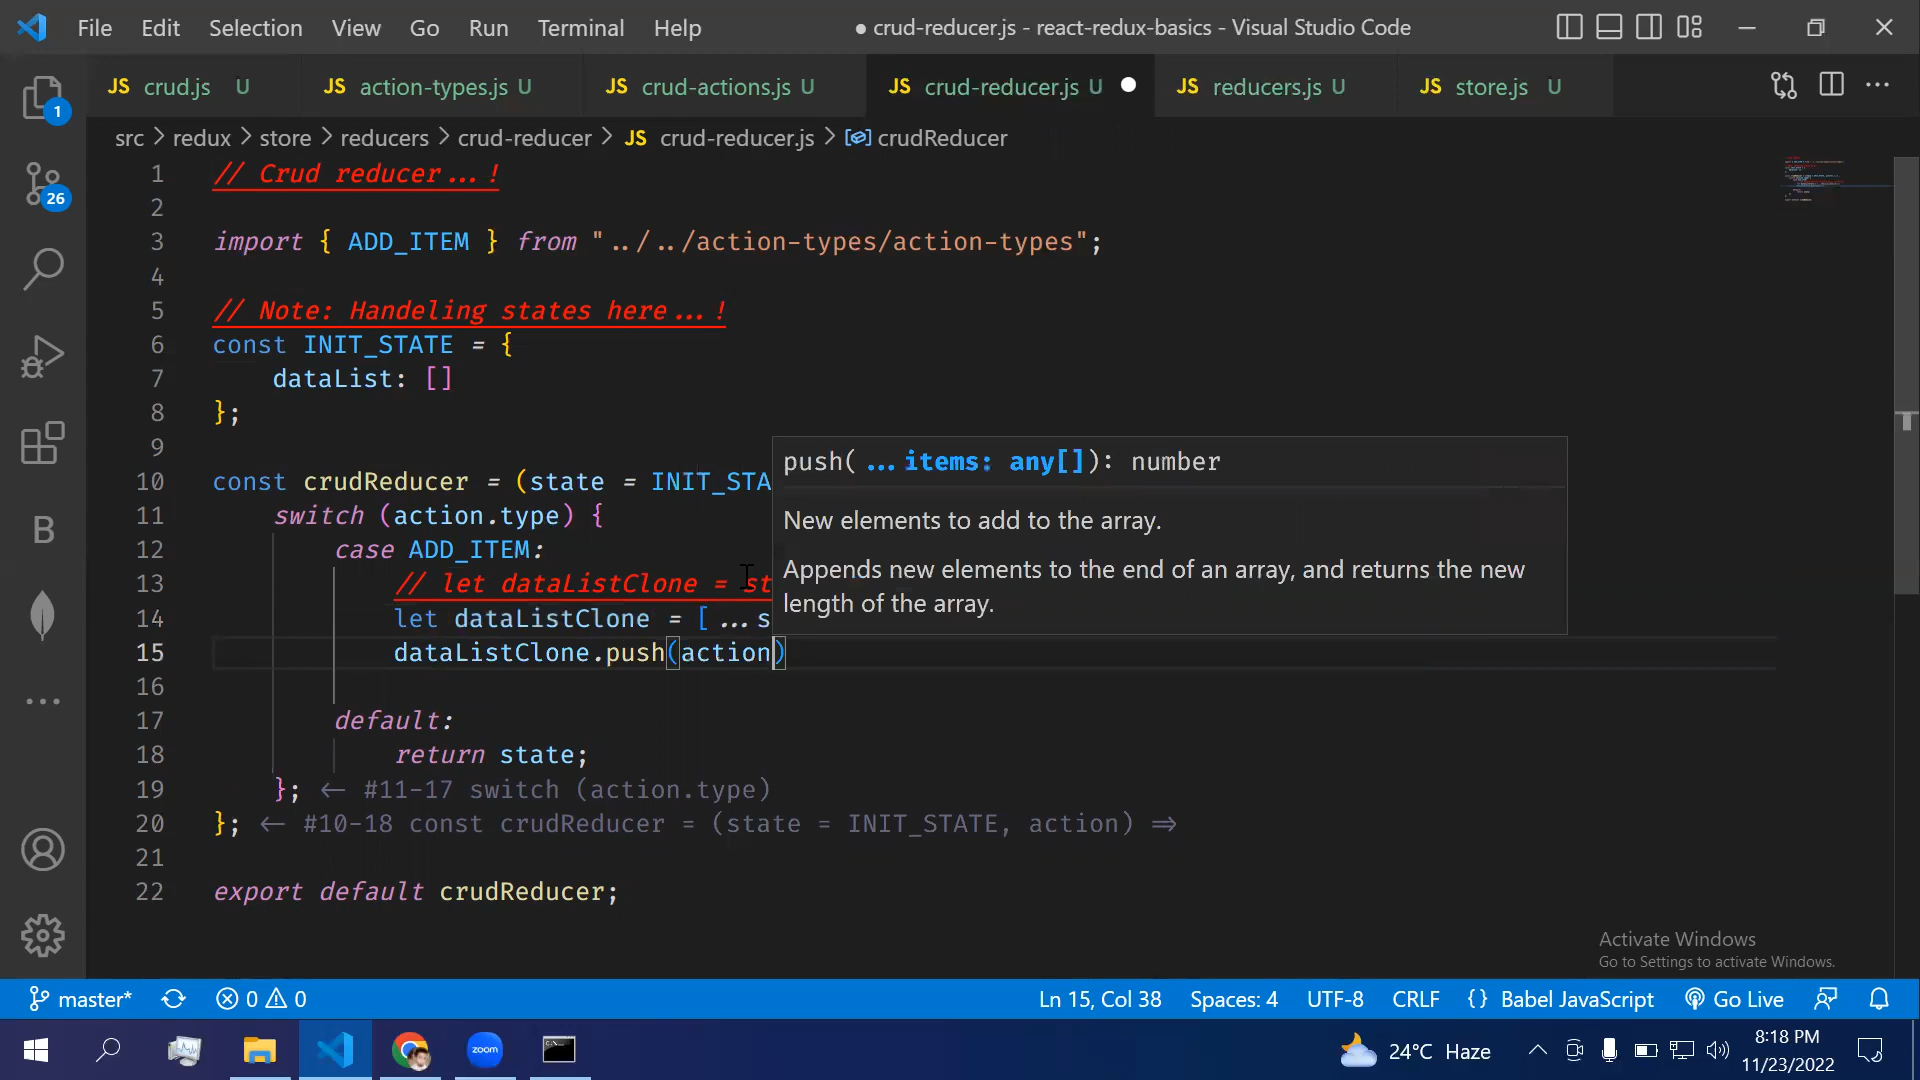 File Edit Selection View Go Run Terminal Help
● crud-reducer.js - react-redux-basics - Visual Studio Code
JS crud.js U JS action-types.js U JS crud-actions.js U JS crud-reducer.js U JS reducers.js U JS store.js U
src > redux > store > reducers > crud-reducer > JS crud-reducer.js > crudReducer
1 // Crud reducer...!
2
3 import { ADD_ITEM } from "../../action-types/action-types";
4
5 // Note: Handeling states here...!
6 const INIT_STATE = {
7 dataList: []
8 };
9
10 const crudReducer = (state = INIT_STA
11 switch (action.type) {
12 case ADD_ITEM:
13 // let dataListClone = st
14 let dataListClone = [...s
15 dataListClone.push(action)
16
17 default:
18 return state;
19 }; <- #11-17 switch (action.type)
20 }; <- #10-18 const crudReducer = (state = INIT_STATE, action) =>
21
22 export default crudReducer;
push(...items: any[]): number
New elements to add to the array.
Appends new elements to the end of an array, and returns the new
length of the array.
1
26
B
Activate Windows
Go to Settings to activate Windows.
master* 0 0 Ln 15, Col 38 Spaces: 4 UTF-8 CRLF {} Babel JavaScript Go Live
zoom
24°C Haze
8:18 PM
11/23/2022